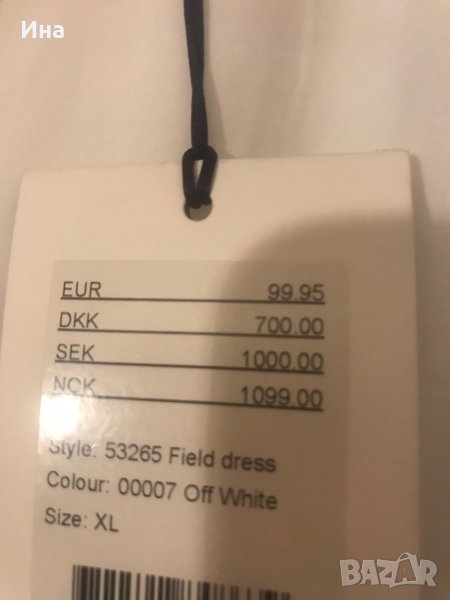 Ина
EUR 99.95
DKK 700.00
SEK 1000.00
NOK 1099.00
Style: 53265 Field dress
Colour: 00007 Off White
Size: XL
BAZAR